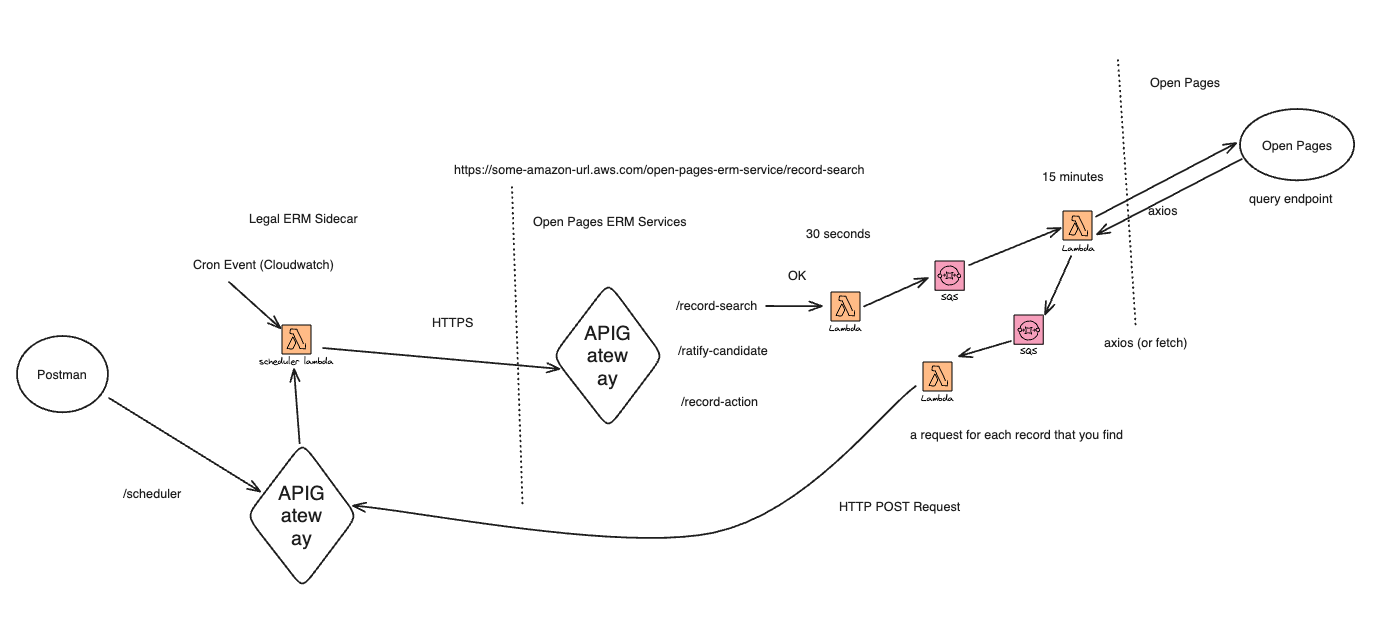 Open Pages
Open Pages
https://some-amazon-url.aws.com/open-pages-erm-service/record-search
15 minutes
query endpoint
axios
Legal ERM Sidecar
Open Pages ERM Services
30 seconds
Lambda
Cron Event (Cloudwatch)
OK
SQS
/record-search
Lambda
HTTPS
APIG
atew
ay
/ratify-candidate
SQS
axios (or fetch)
scheduler lambda
Postman
/record-action
Lambda
a request for each record that you find
/scheduler
APIG
atew
ay
HTTP POST Request